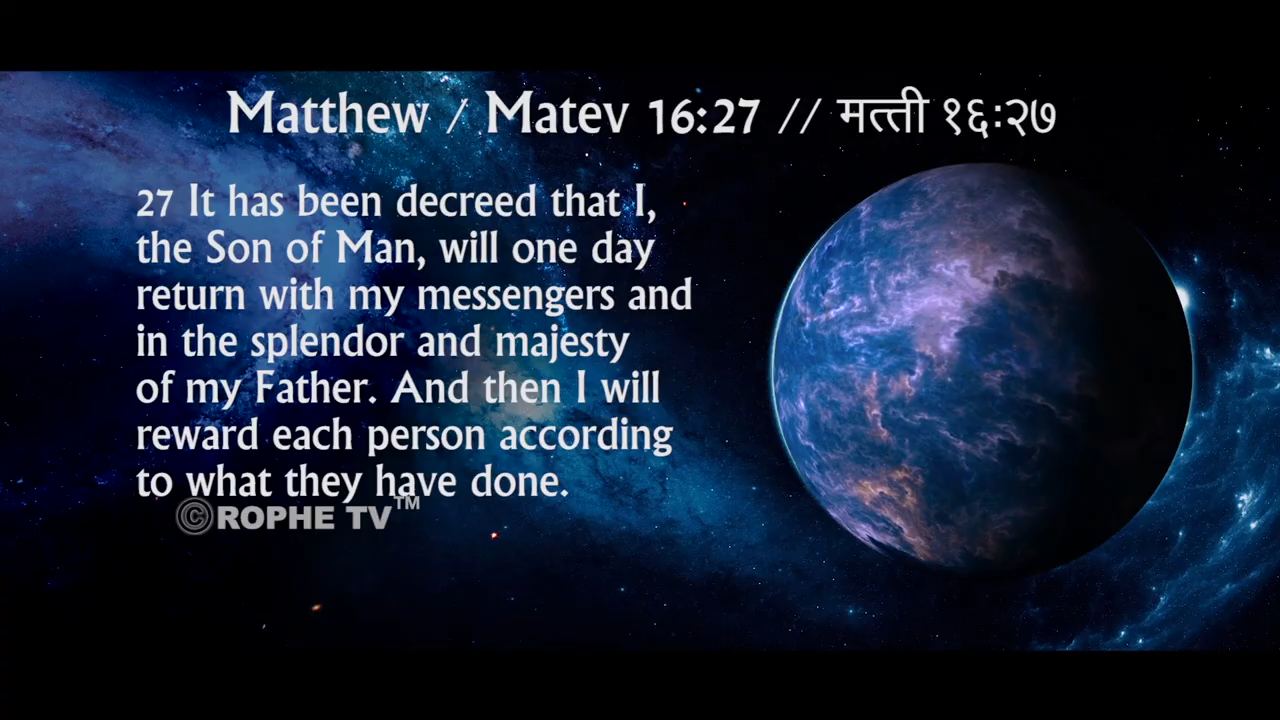 Matthew / Matev 16:27 // मत्ती १६:२७
27 It has been decreed that I,
the Son of Man, will one day
return with my messengers and
in the splendor and majesty
of my Father. And then I will
reward each person according
to what they have done.
©ROPHE TV™